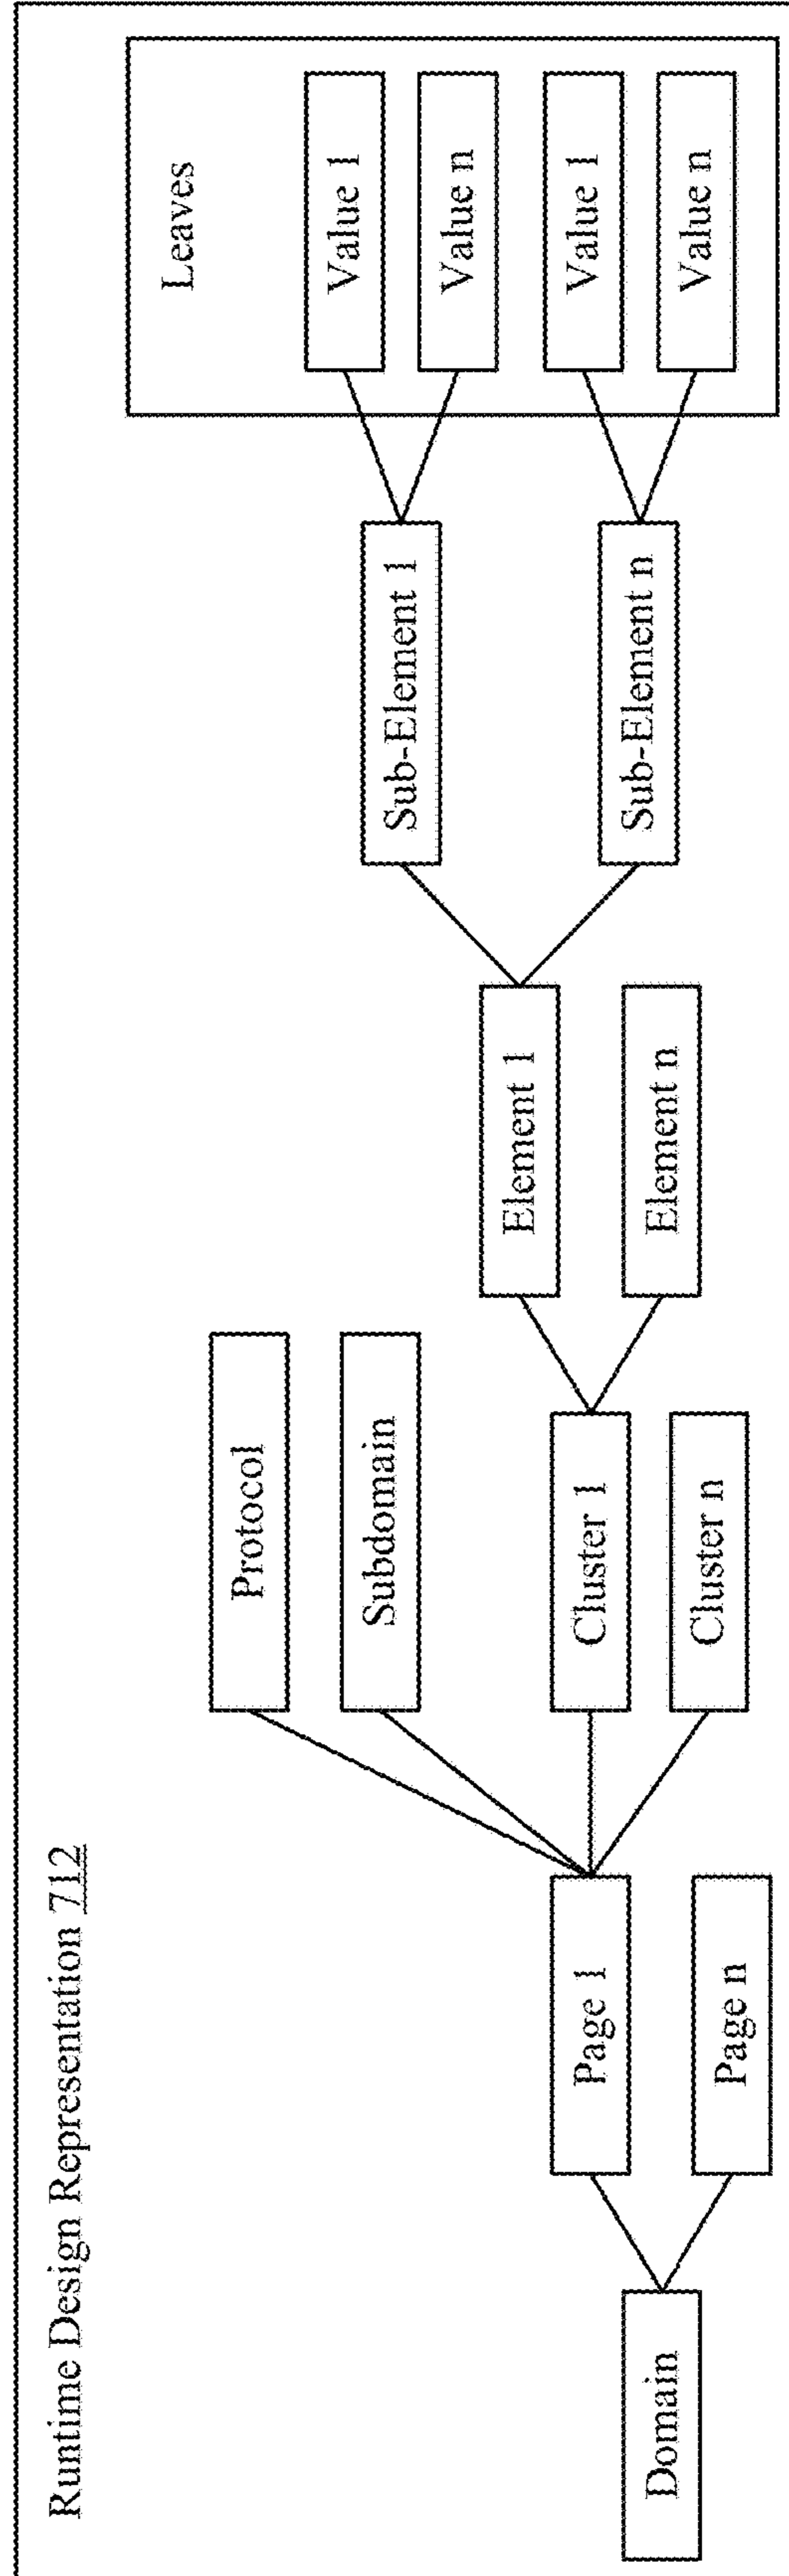 Runtime Design Representation 712
Domain
Page 1
Page n
Protocol
Subdomain
Cluster 1
Cluster n
Element 1
Element n
Sub-Element 1
Sub-Element n
Leaves
Value 1
Value n
Value 1
Value n